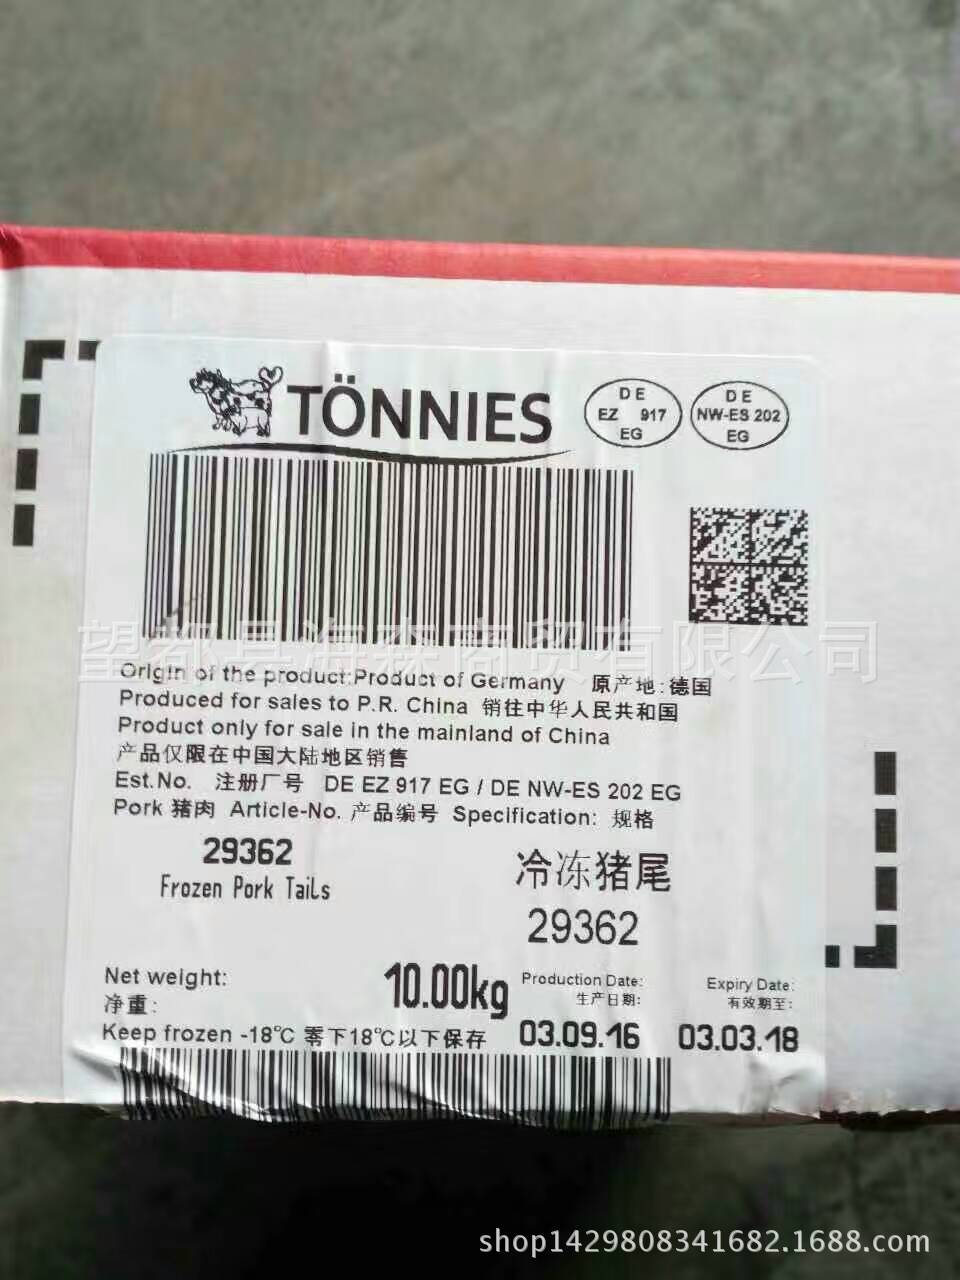 TÖNNIES
DE
EZ 917
EG
DE
NW-ES 202
EG
望都县海森商贸有限公司
Origin of the product:Product of Germany 原产地:德国
Produced for sales to P.R. China 销往中华人民共和国
Product only for sale in the mainland of China
产品仅限在中国大陆地区销售
Est.No. 注册厂号 DE EZ 917 EG / DE NW-ES 202 EG
Pork 猪肉 Article-No. 产品编号 Specification: 规格
29362
Frozen Pork Tails
冷冻猪尾
29362
Net weight:
净重:
10.00kg
Production Date:
生产日期:
03.09.16
Expiry Date:
有效期至:
03.03.18
Keep frozen -18℃ 零下18℃以下保存
shop1429808341682.1688.com